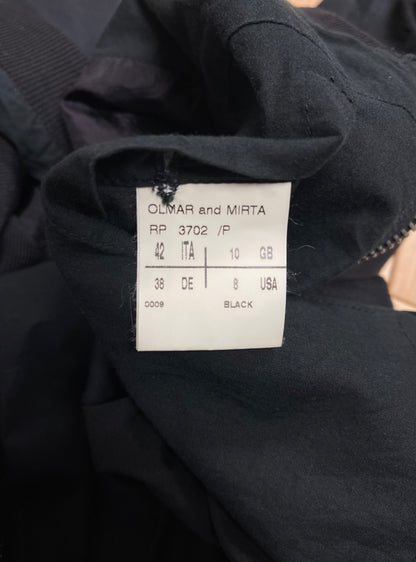 OLMAR and MIRTA
RP 3702 /P
42 ITA 10 GB
38 DE 8 USA
0009 BLACK